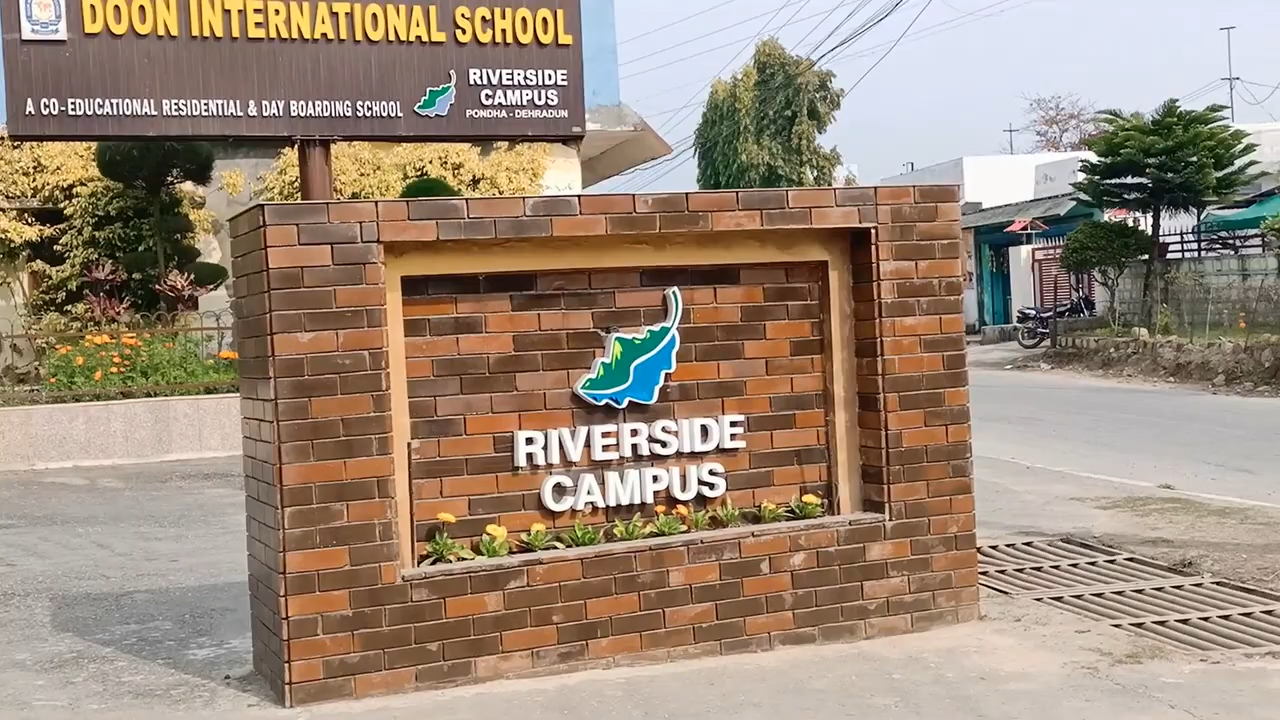 DOON INTERNATIONAL SCHOOL
A CO-EDUCATIONAL RESIDENTIAL & DAY BOARDING SCHOOL
RIVERSIDE
CAMPUS
PONDHA - DEHRADUN
RIVERSIDE
CAMPUS